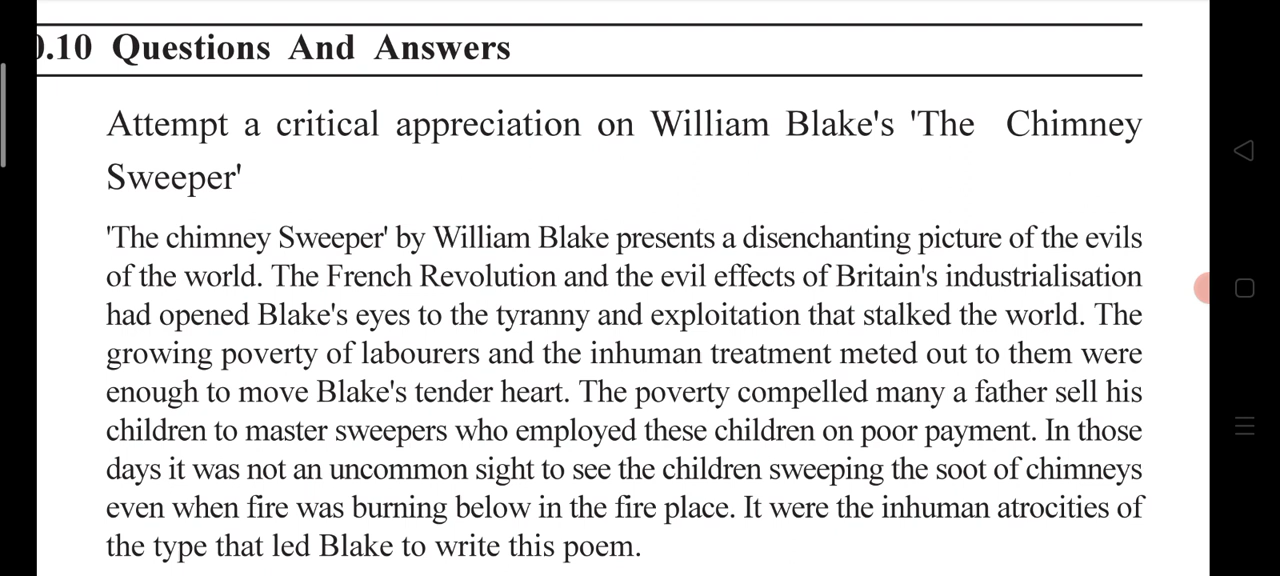 0.10 Questions And Answers
Attempt a critical appreciation on William Blake's 'The Chimney
Sweeper'
'The chimney Sweeper' by William Blake presents a disenchanting picture of the evils
of the world. The French Revolution and the evil effects of Britain's industrialisation
had opened Blake's eyes to the tyranny and exploitation that stalked the world. The
growing poverty of labourers and the inhuman treatment meted out to them were
enough to move Blake's tender heart. The poverty compelled many a father sell his
children to master sweepers who employed these children on poor payment. In those
days it was not an uncommon sight to see the children sweeping the soot of chimneys
even when fire was burning below in the fire place. It were the inhuman atrocities of
the type that led Blake to write this poem.